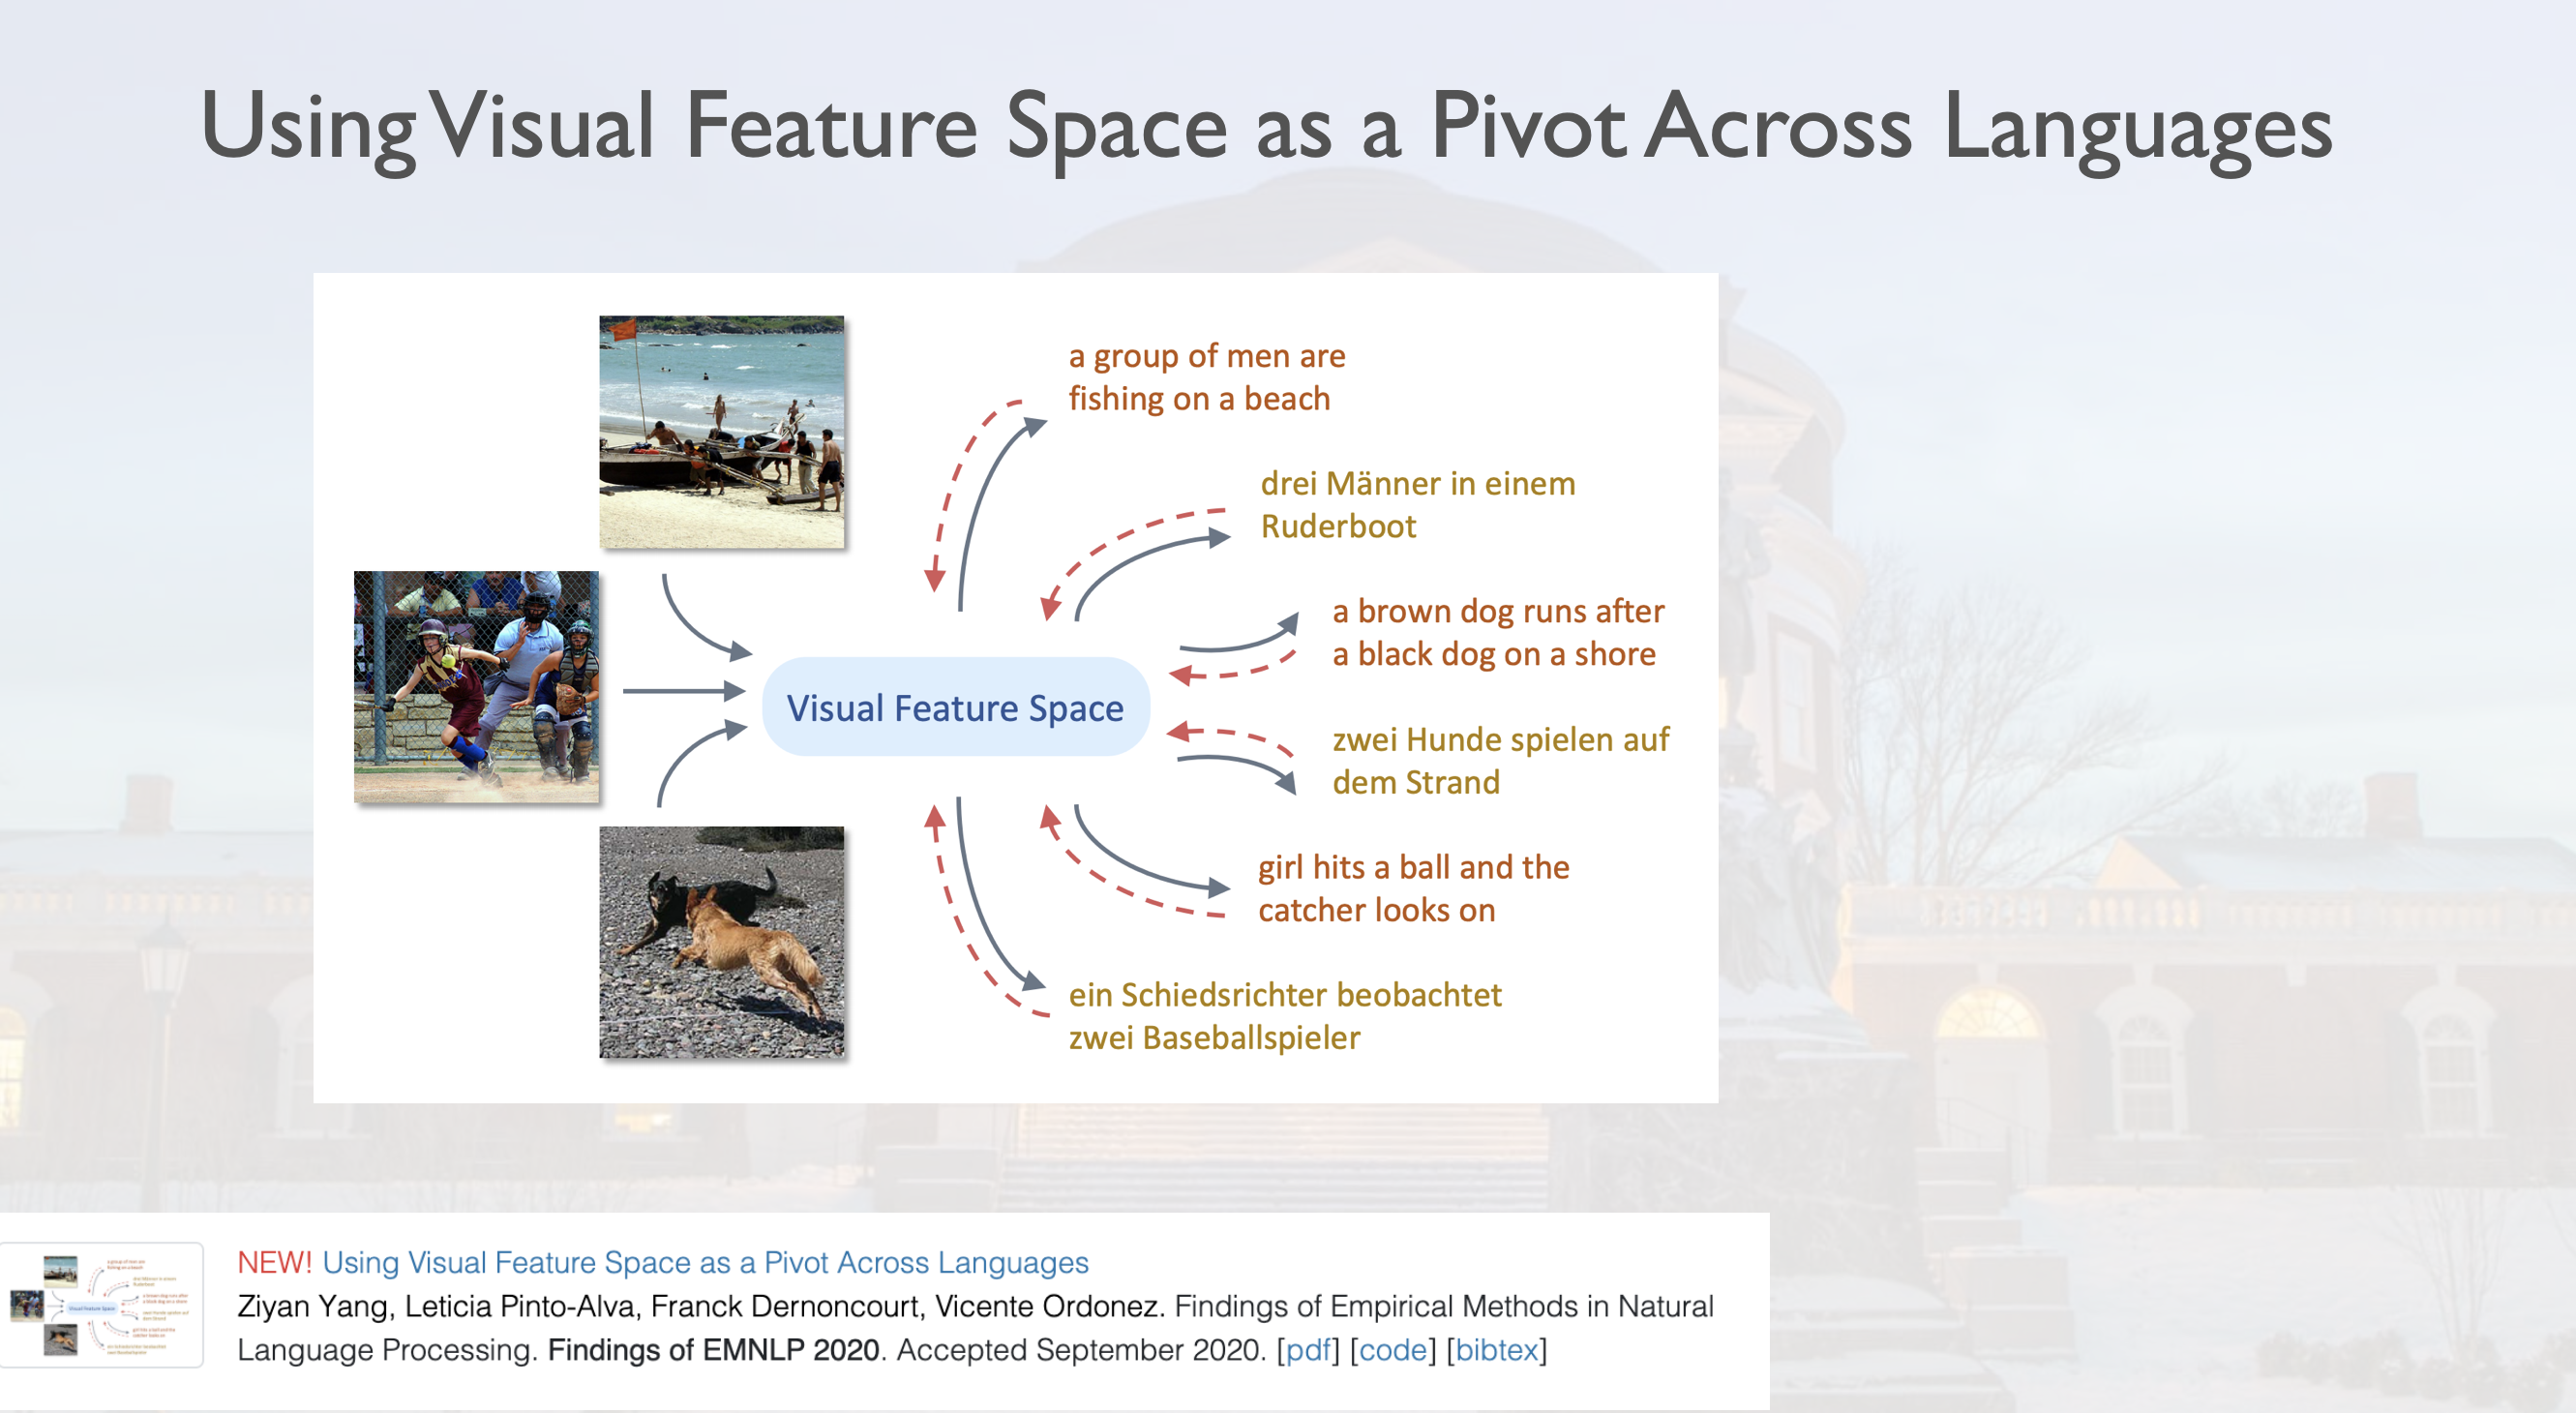 Using Visual Feature Space as a Pivot Across Languages
a group of men are
fishing on a beach
drei Männer in einem
Ruderboot
a brown dog runs after
a black dog on a shore
Visual Feature Space
zwei Hunde spielen auf
dem Strand
girl hits a ball and the
catcher looks on
ein Schiedsrichter beobachtet
zwei Baseballspieler
NEW! Using Visual Feature Space as a Pivot Across Languages
Ziyan Yang, Leticia Pinto-Alva, Franck Dernoncourt, Vicente Ordonez. Findings of Empirical Methods in Natural
Language Processing. Findings of EMNLP 2020. Accepted September 2020. [pdf] [code] [bibtex]